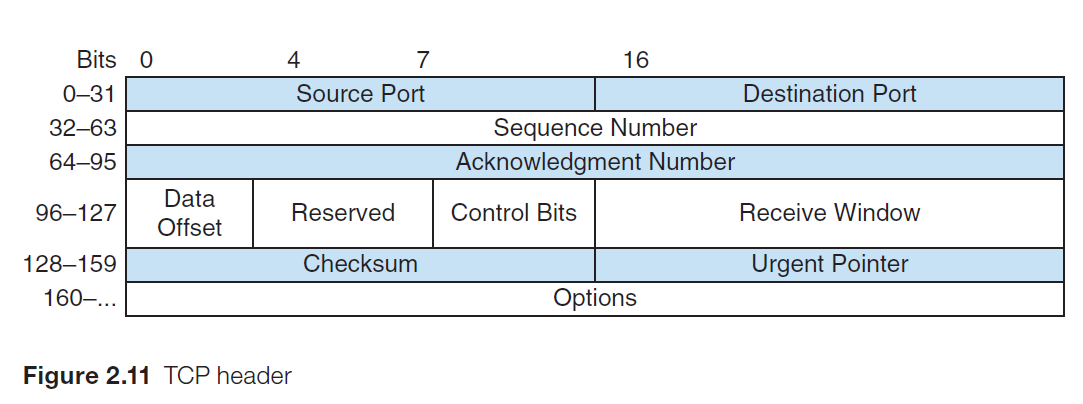 Bits 0 4 7 16
0–31 Source Port Destination Port
32–63 Sequence Number
64–95 Acknowledgment Number
96–127 Data Offset Reserved Control Bits Receive Window
128–159 Checksum Urgent Pointer
160–... Options
Figure 2.11 TCP header